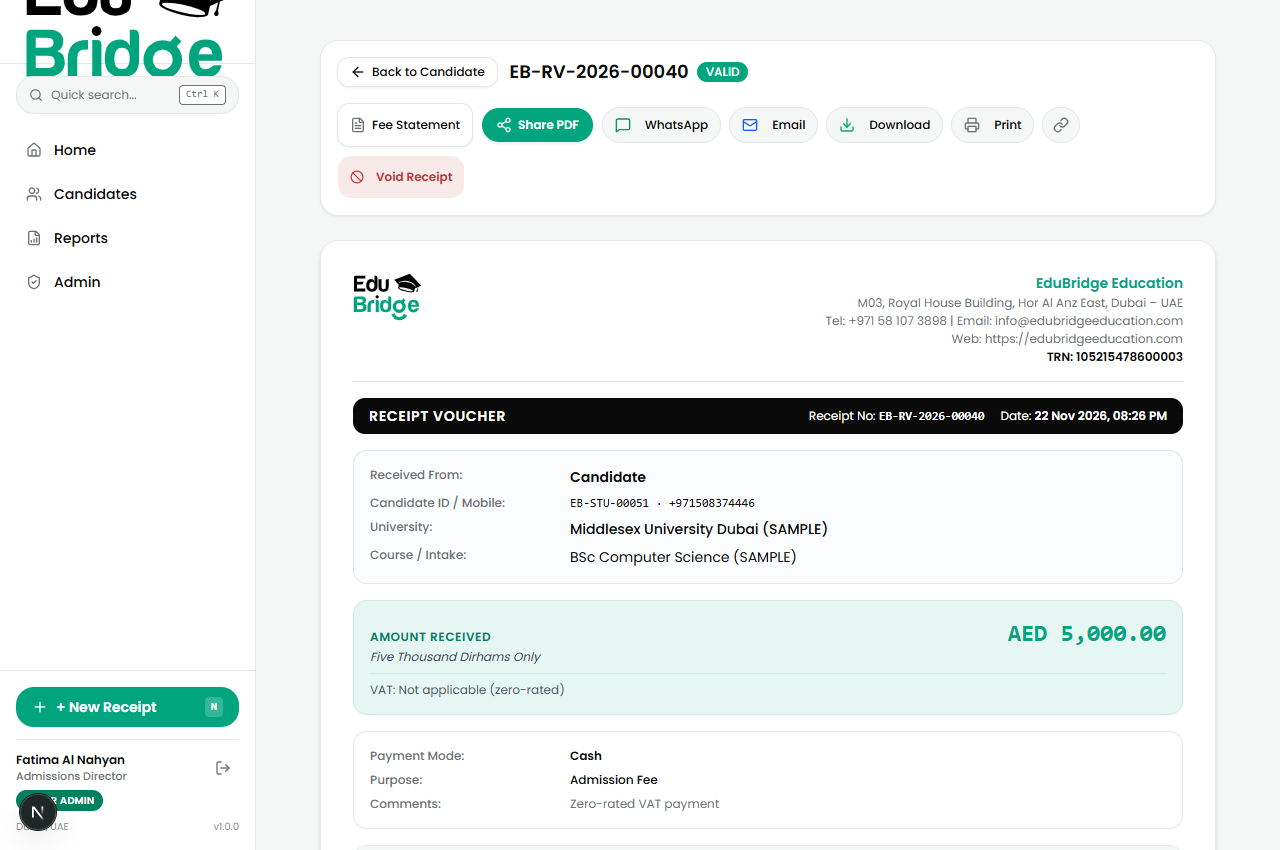 Edu
Bridge
Quick search...
Ctrl K
Home
Candidates
Reports
Admin
+ New Receipt
N
Fatima Al Nahyan
Admissions Director
ADMIN
N
UAE
v1.0.0
Back to Candidate
EB-RV-2026-00040
VALID
Fee Statement
Share PDF
WhatsApp
Email
Download
Print
Void Receipt
Edu
Bridge
EduBridge Education
M03, Royal House Building, Hor Al Anz East, Dubai – UAE
Tel: +971 58 107 3898 | Email: info@edubridgeeducation.com
Web: https://edubridgeeducation.com
TRN: 105215478600003
RECEIPT VOUCHER
Receipt No: EB-RV-2026-00040 Date: 22 Nov 2026, 08:26 PM
Received From: Candidate
Candidate ID / Mobile: EB-STU-00051 · +971508374446
University: Middlesex University Dubai (SAMPLE)
Course / Intake: BSc Computer Science (SAMPLE)
AMOUNT RECEIVED
AED 5,000.00
Five Thousand Dirhams Only
VAT: Not applicable (zero-rated)
Payment Mode: Cash
Purpose: Admission Fee
Comments: Zero-rated VAT payment